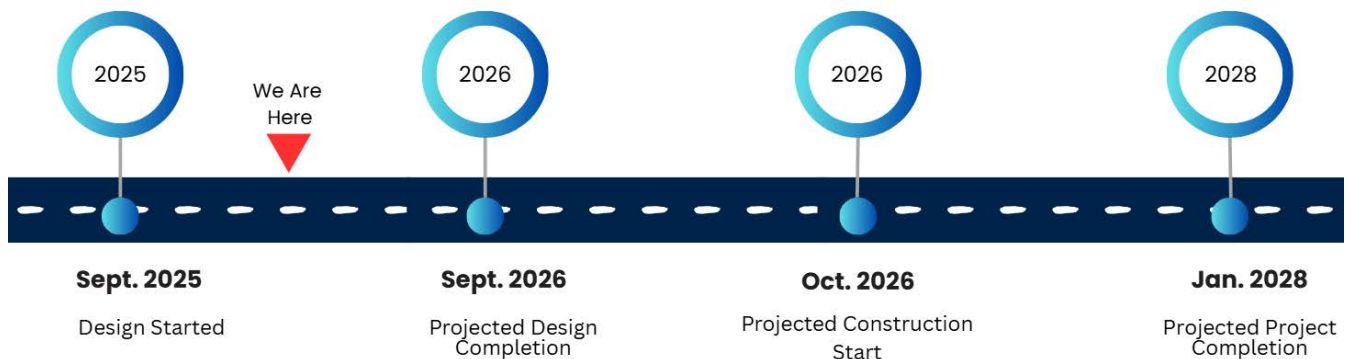 2025
We Are
Here
2026
2026
2028
Sept. 2025
Design Started
Sept. 2026
Projected Design
Completion
Oct. 2026
Projected Construction
Start
Jan. 2028
Projected Project
Completion